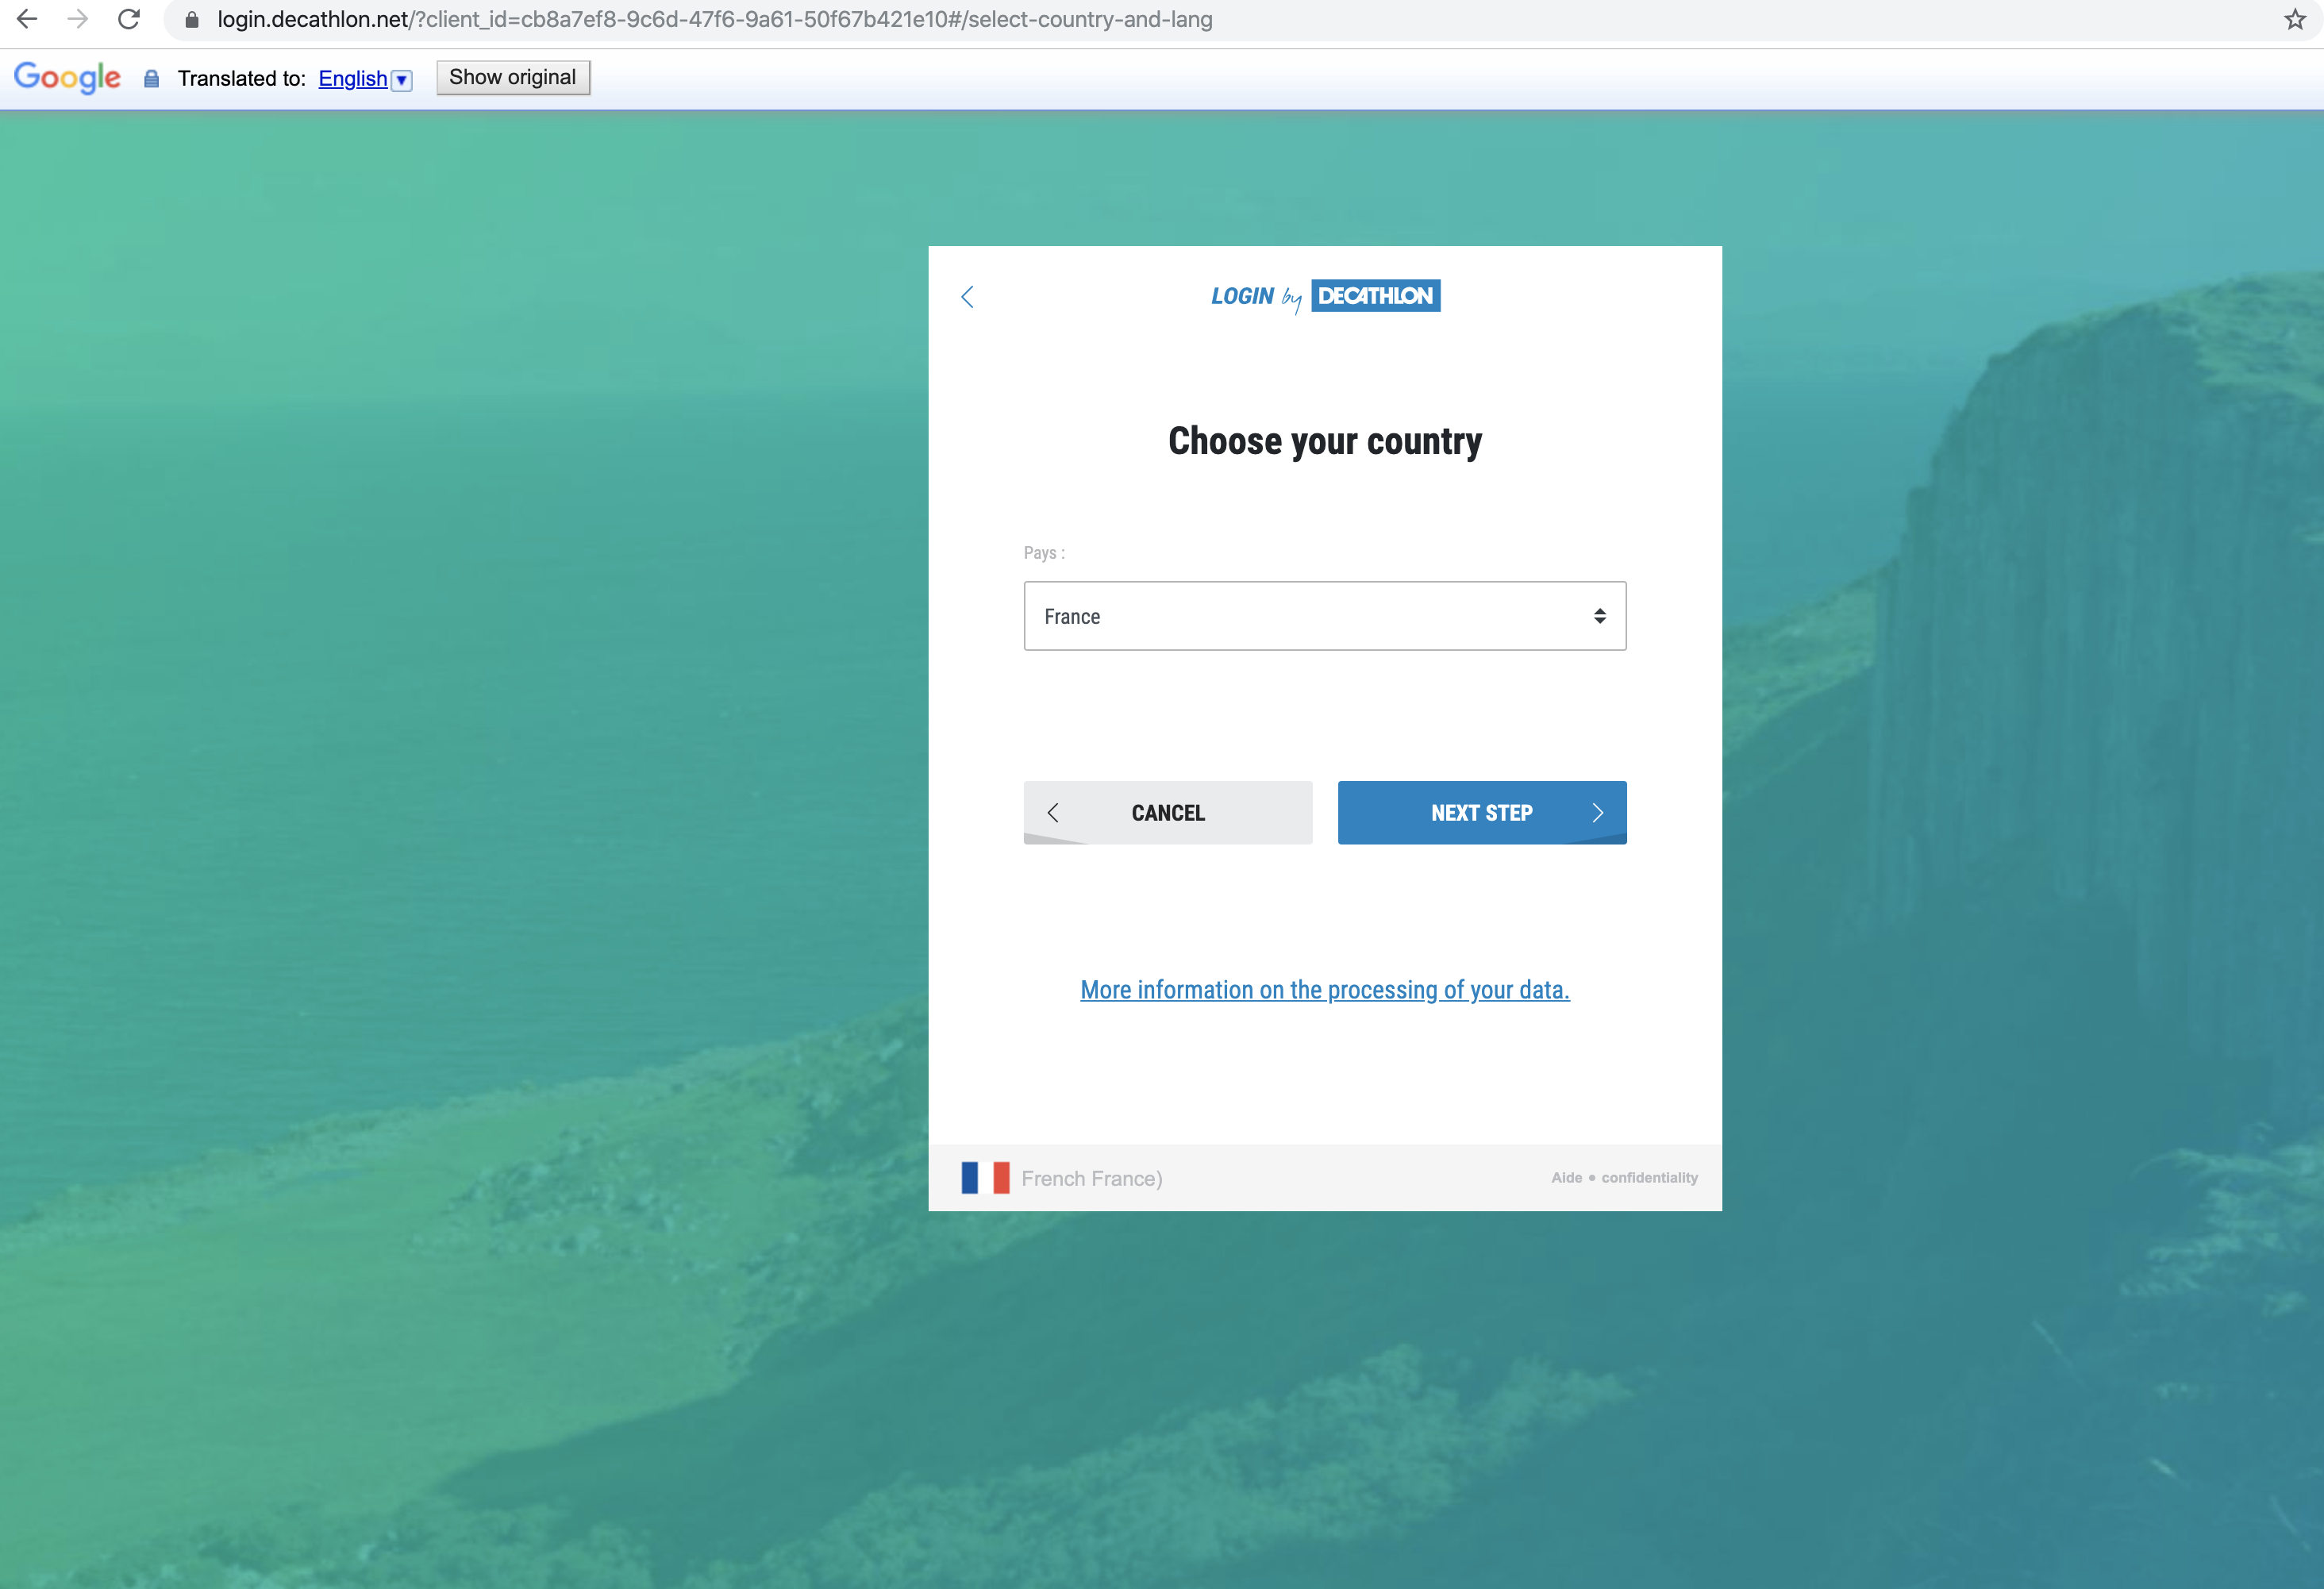 login.decathlon.net/?client_id=cb8a7ef8-9c6d-47f6-9a61-50f67b421e10#/select-country-and-lang
Google Translated to: English Show original
LOGIN by DECATHLON
Choose your country
Pays :
France
CANCEL NEXT STEP
More information on the processing of your data.
French France) Aide • confidentiality